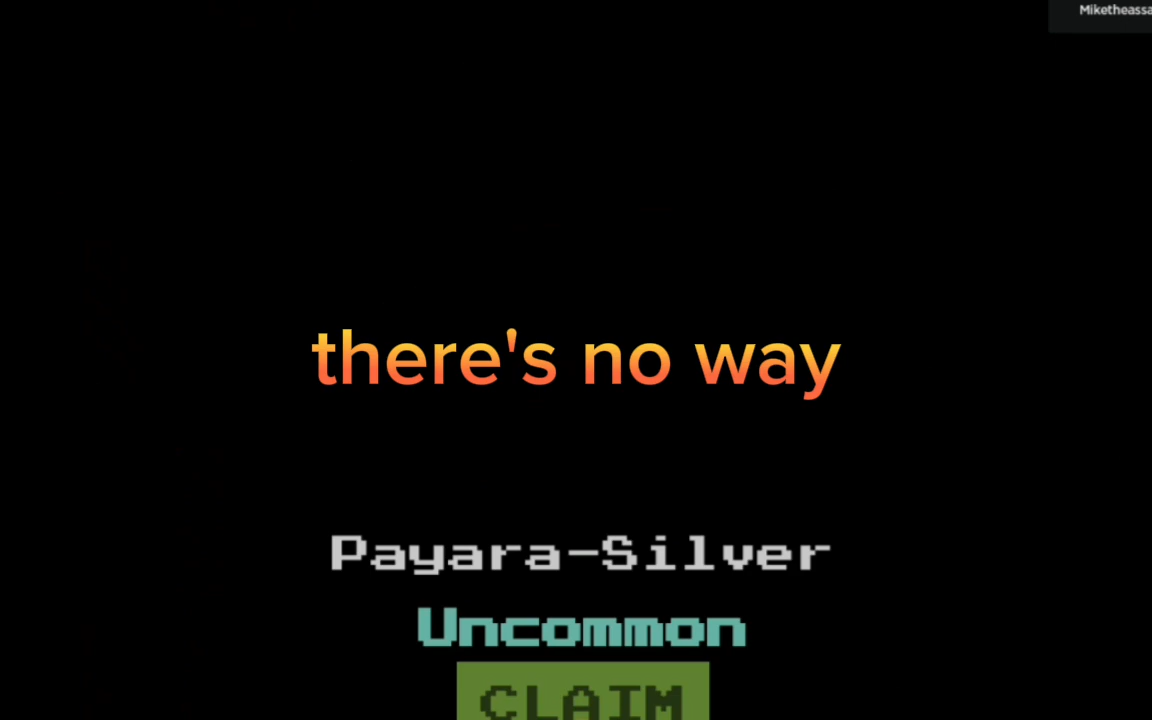 Miketheassa
there's no way
Payara-Silver
Uncommon
CLAIM